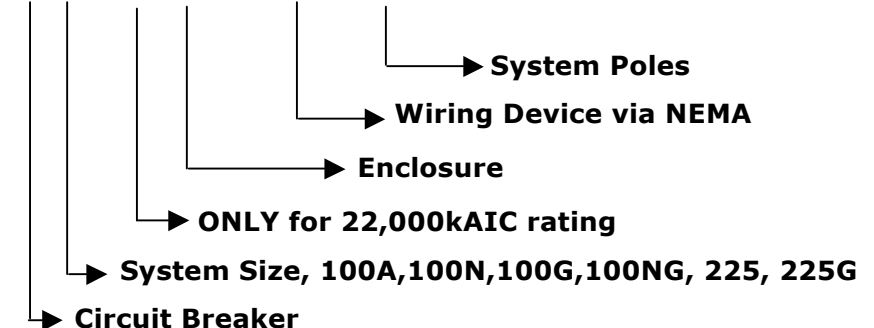 System Poles
Wiring Device via NEMA
Enclosure
ONLY for 22,000kAIC rating
System Size, 100A,100N,100G,100NG, 225, 225G
Circuit Breaker